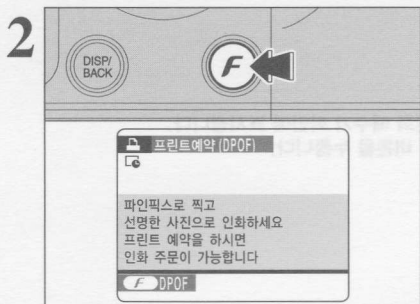 2
DISP/
BACK
F
프린트예약(DPOF)
파인픽스로 찍고
선명한 사진으로 인화하세요
프린트 예약을 하시면
인화 주문이 가능합니다
F DPOF